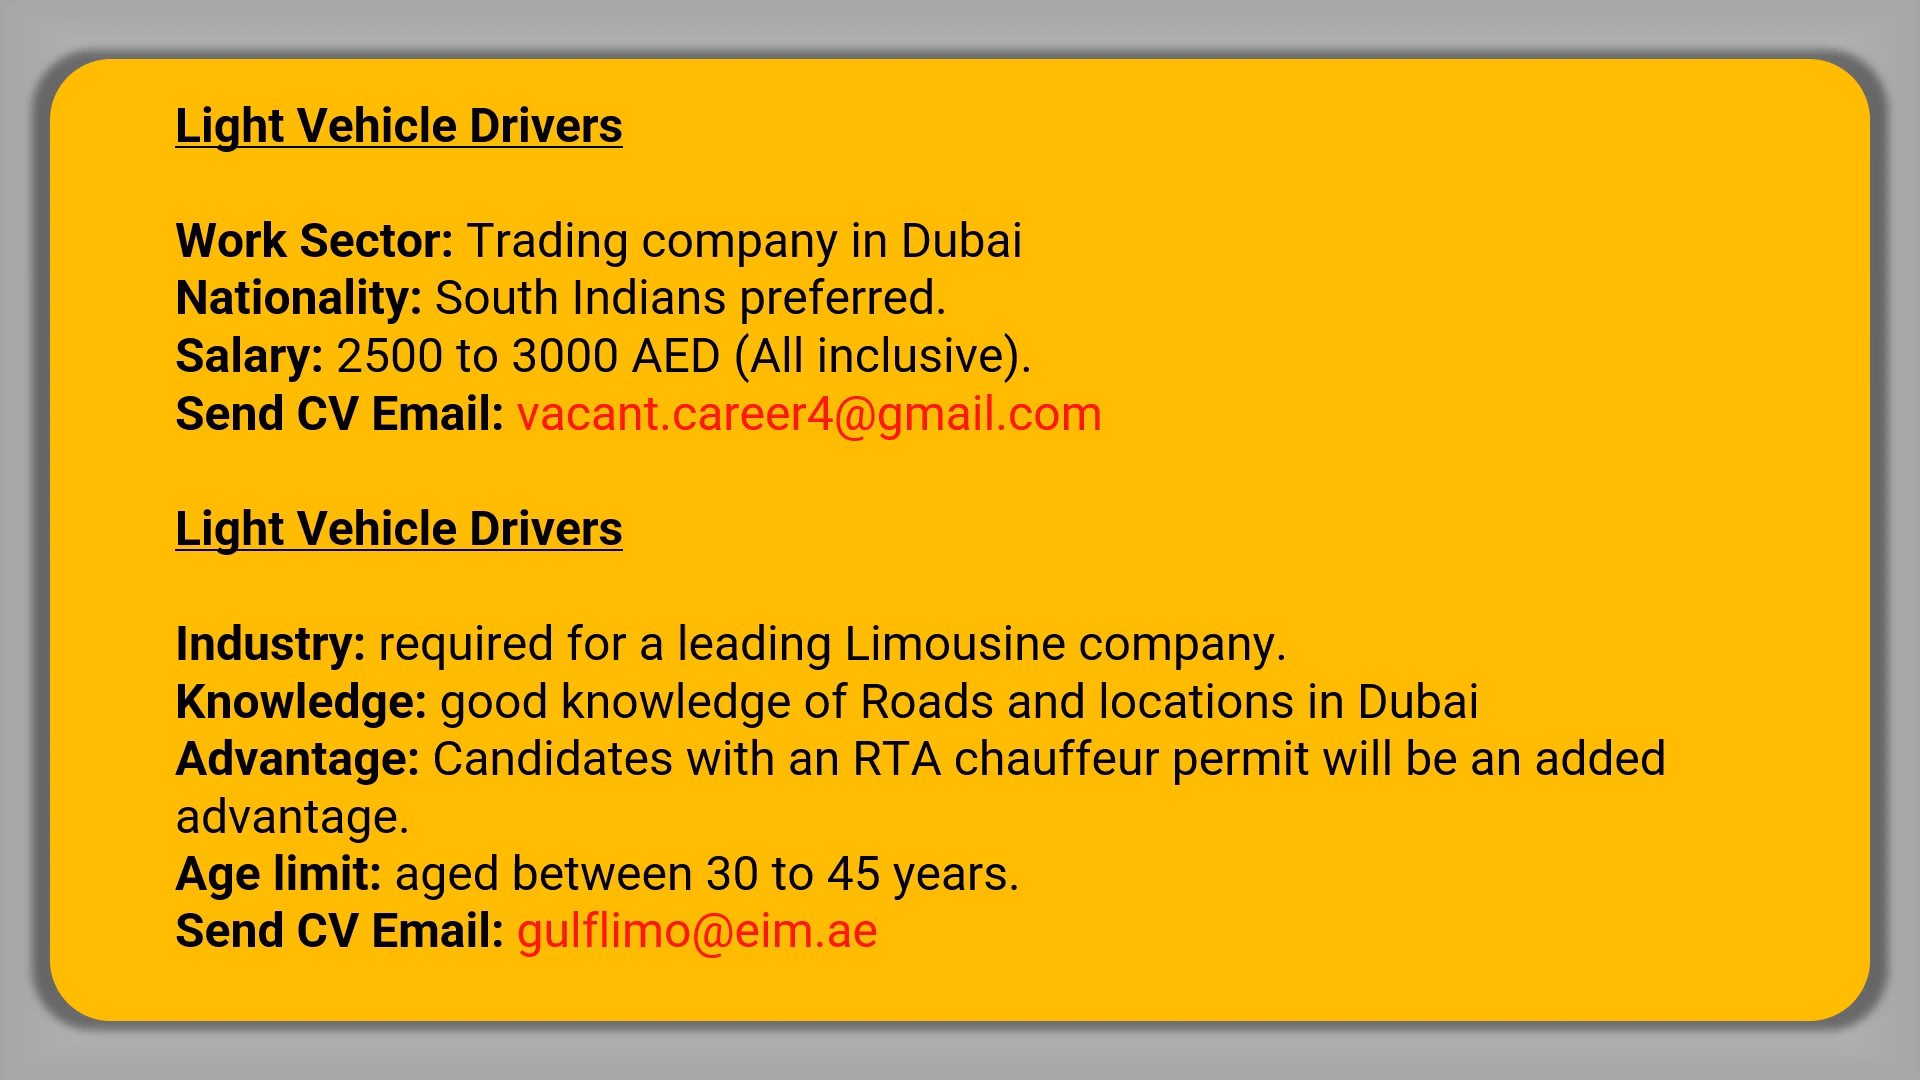 Light Vehicle Drivers
Work Sector: Trading company in Dubai
Nationality: South Indians preferred.
Salary: 2500 to 3000 AED (All inclusive).
Send CV Email: vacant.career4@gmail.com
Light Vehicle Drivers
Industry: required for a leading Limousine company.
Knowledge: good knowledge of Roads and locations in Dubai
Advantage: Candidates with an RTA chauffeur permit will be an added
advantage.
Age limit: aged between 30 to 45 years.
Send CV Email: gulflimo@eim.ae